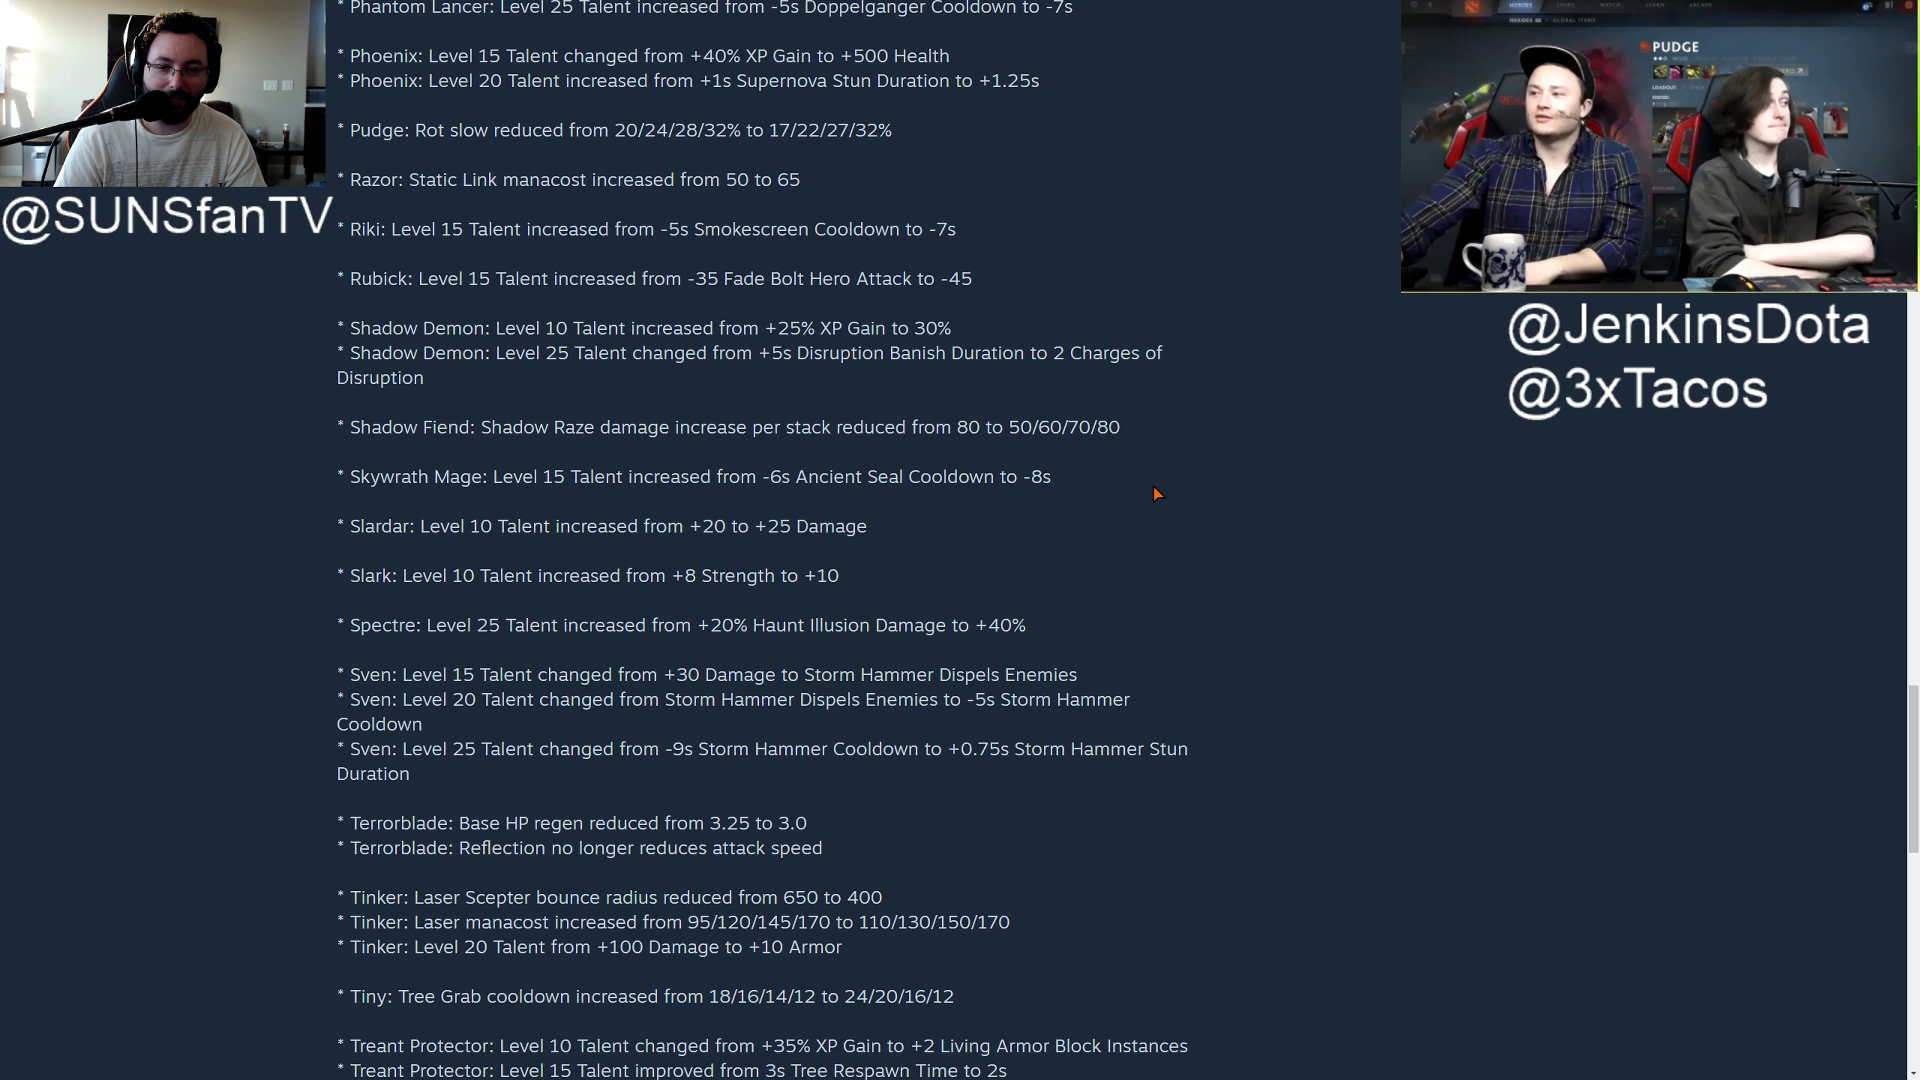 * Phantom Lancer: Level 25 Talent increased from -5s Doppelganger Cooldown to -7s
* Phoenix: Level 15 Talent changed from +40% XP Gain to +500 Health
* Phoenix: Level 20 Talent increased from +1s Supernova Stun Duration to +1.25s
* Pudge: Rot slow reduced from 20/24/28/32% to 17/22/27/32%
* Razor: Static Link manacost increased from 50 to 65
* Riki: Level 15 Talent increased from -5s Smokescreen Cooldown to -7s
* Rubick: Level 15 Talent increased from -35 Fade Bolt Hero Attack to -45
* Shadow Demon: Level 10 Talent increased from +25% XP Gain to 30%
* Shadow Demon: Level 25 Talent changed from +5s Disruption Banish Duration to 2 Charges of
Disruption
* Shadow Fiend: Shadow Raze damage increase per stack reduced from 80 to 50/60/70/80
* Skywrath Mage: Level 15 Talent increased from -6s Ancient Seal Cooldown to -8s
* Slardar: Level 10 Talent increased from +20 to +25 Damage
* Slark: Level 10 Talent increased from +8 Strength to +10
* Spectre: Level 25 Talent increased from +20% Haunt Illusion Damage to +40%
* Sven: Level 15 Talent changed from +30 Damage to Storm Hammer Dispels Enemies
* Sven: Level 20 Talent changed from Storm Hammer Dispels Enemies to -5s Storm Hammer
Cooldown
* Sven: Level 25 Talent changed from -9s Storm Hammer Cooldown to +0.75s Storm Hammer Stun
Duration
* Terrorblade: Base HP regen reduced from 3.25 to 3.0
* Terrorblade: Reflection no longer reduces attack speed
* Tinker: Laser Scepter bounce radius reduced from 650 to 400
* Tinker: Laser manacost increased from 95/120/145/170 to 110/130/150/170
* Tinker: Level 20 Talent from +100 Damage to +10 Armor
* Tiny: Tree Grab cooldown increased from 18/16/14/12 to 24/20/16/12
* Treant Protector: Level 10 Talent changed from +35% XP Gain to +2 Living Armor Block Instances
* Treant Protector: Level 15 Talent improved from 3s Tree Respawn Time to 2s
@SUNSfanTV
HEROES
GLOBAL ITEMS
PUDGE
@JenkinsDota
@3xTacos